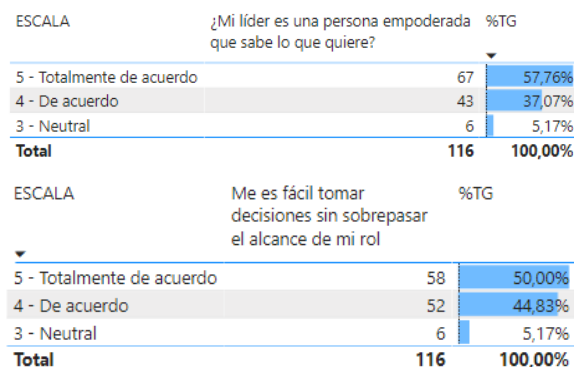 ESCALA ¿Mi líder es una persona empoderada %TG
que sabe lo que quiere?
5 - Totalmente de acuerdo 67 57,76%
4 - De acuerdo 43 37,07%
3 - Neutral 6 5,17%
Total 116 100,00%
ESCALA Me es fácil tomar %TG
decisiones sin sobrepasar
el alcance de mi rol
5 - Totalmente de acuerdo 58 50,00%
4 - De acuerdo 52 44,83%
3 - Neutral 6 5,17%
Total 116 100,00%